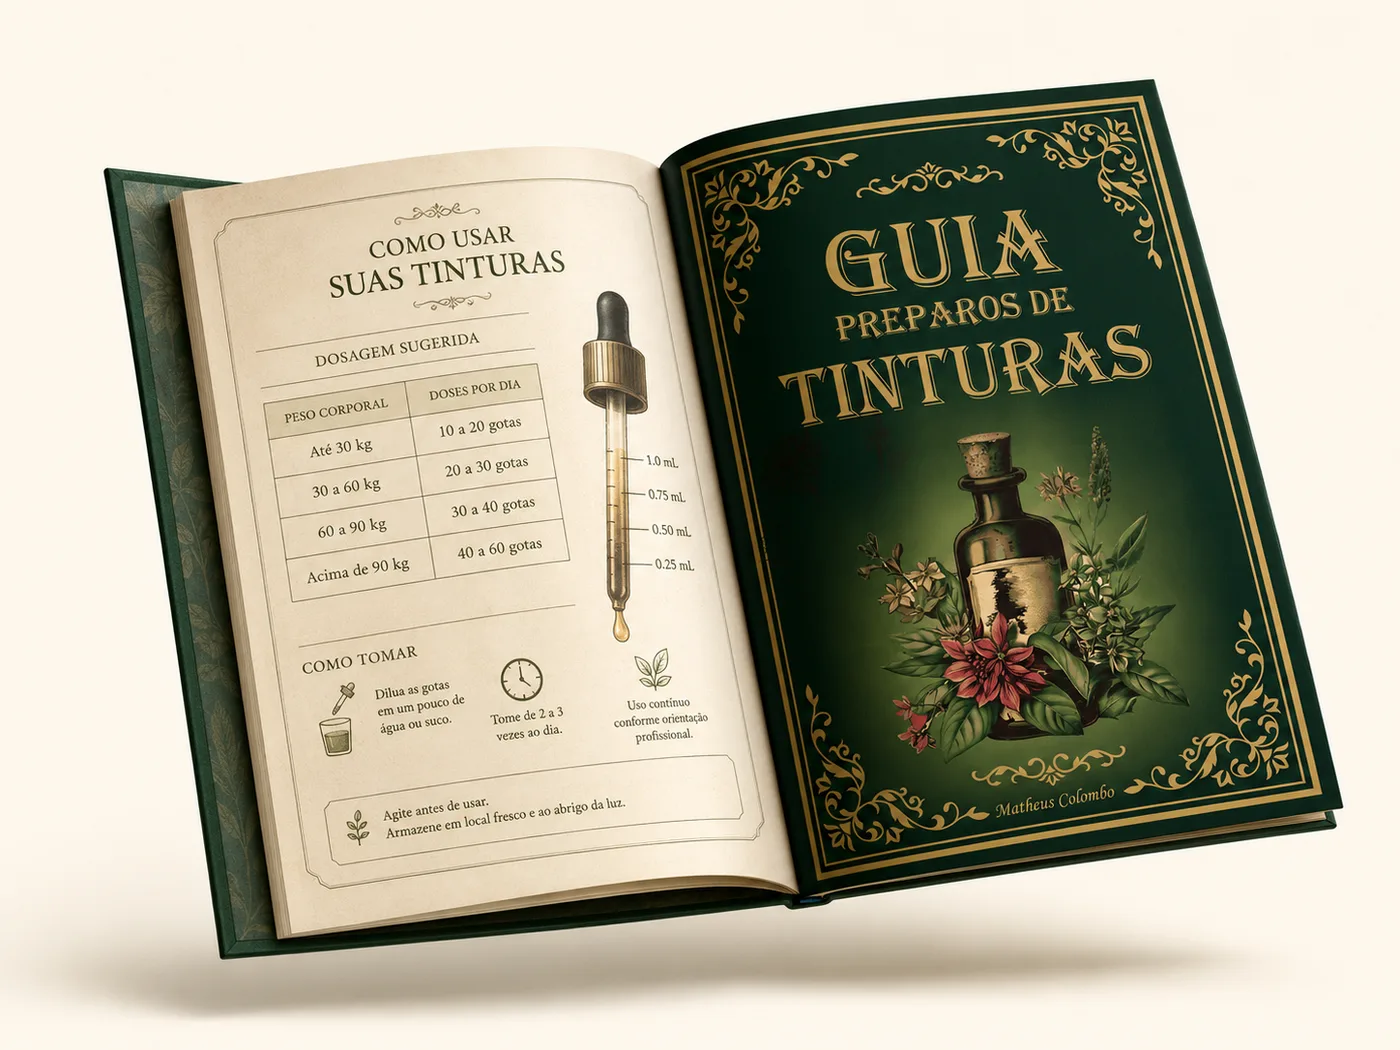 COMO USAR
SUAS TINTURAS
DOSAGEM SUGERIDA
PESO CORPORAL DOSES POR DIA
Até 30 kg 10 a 20 gotas
30 a 60 kg 20 a 30 gotas
60 a 90 kg 30 a 40 gotas
Acima de 90 kg 40 a 60 gotas
1.0 mL
0.75 mL
0.50 mL
0.25 mL
COMO TOMAR
Dilua as gotas
em um pouco de
água ou suco.
Tome de 2 a 3
vezes ao dia.
Uso contínuo
conforme orientação
profissional.
Agite antes de usar.
Armazene em local fresco e ao abrigo da luz.
GUIA
PREPAROS DE
TINTURAS
Matheus Colombo